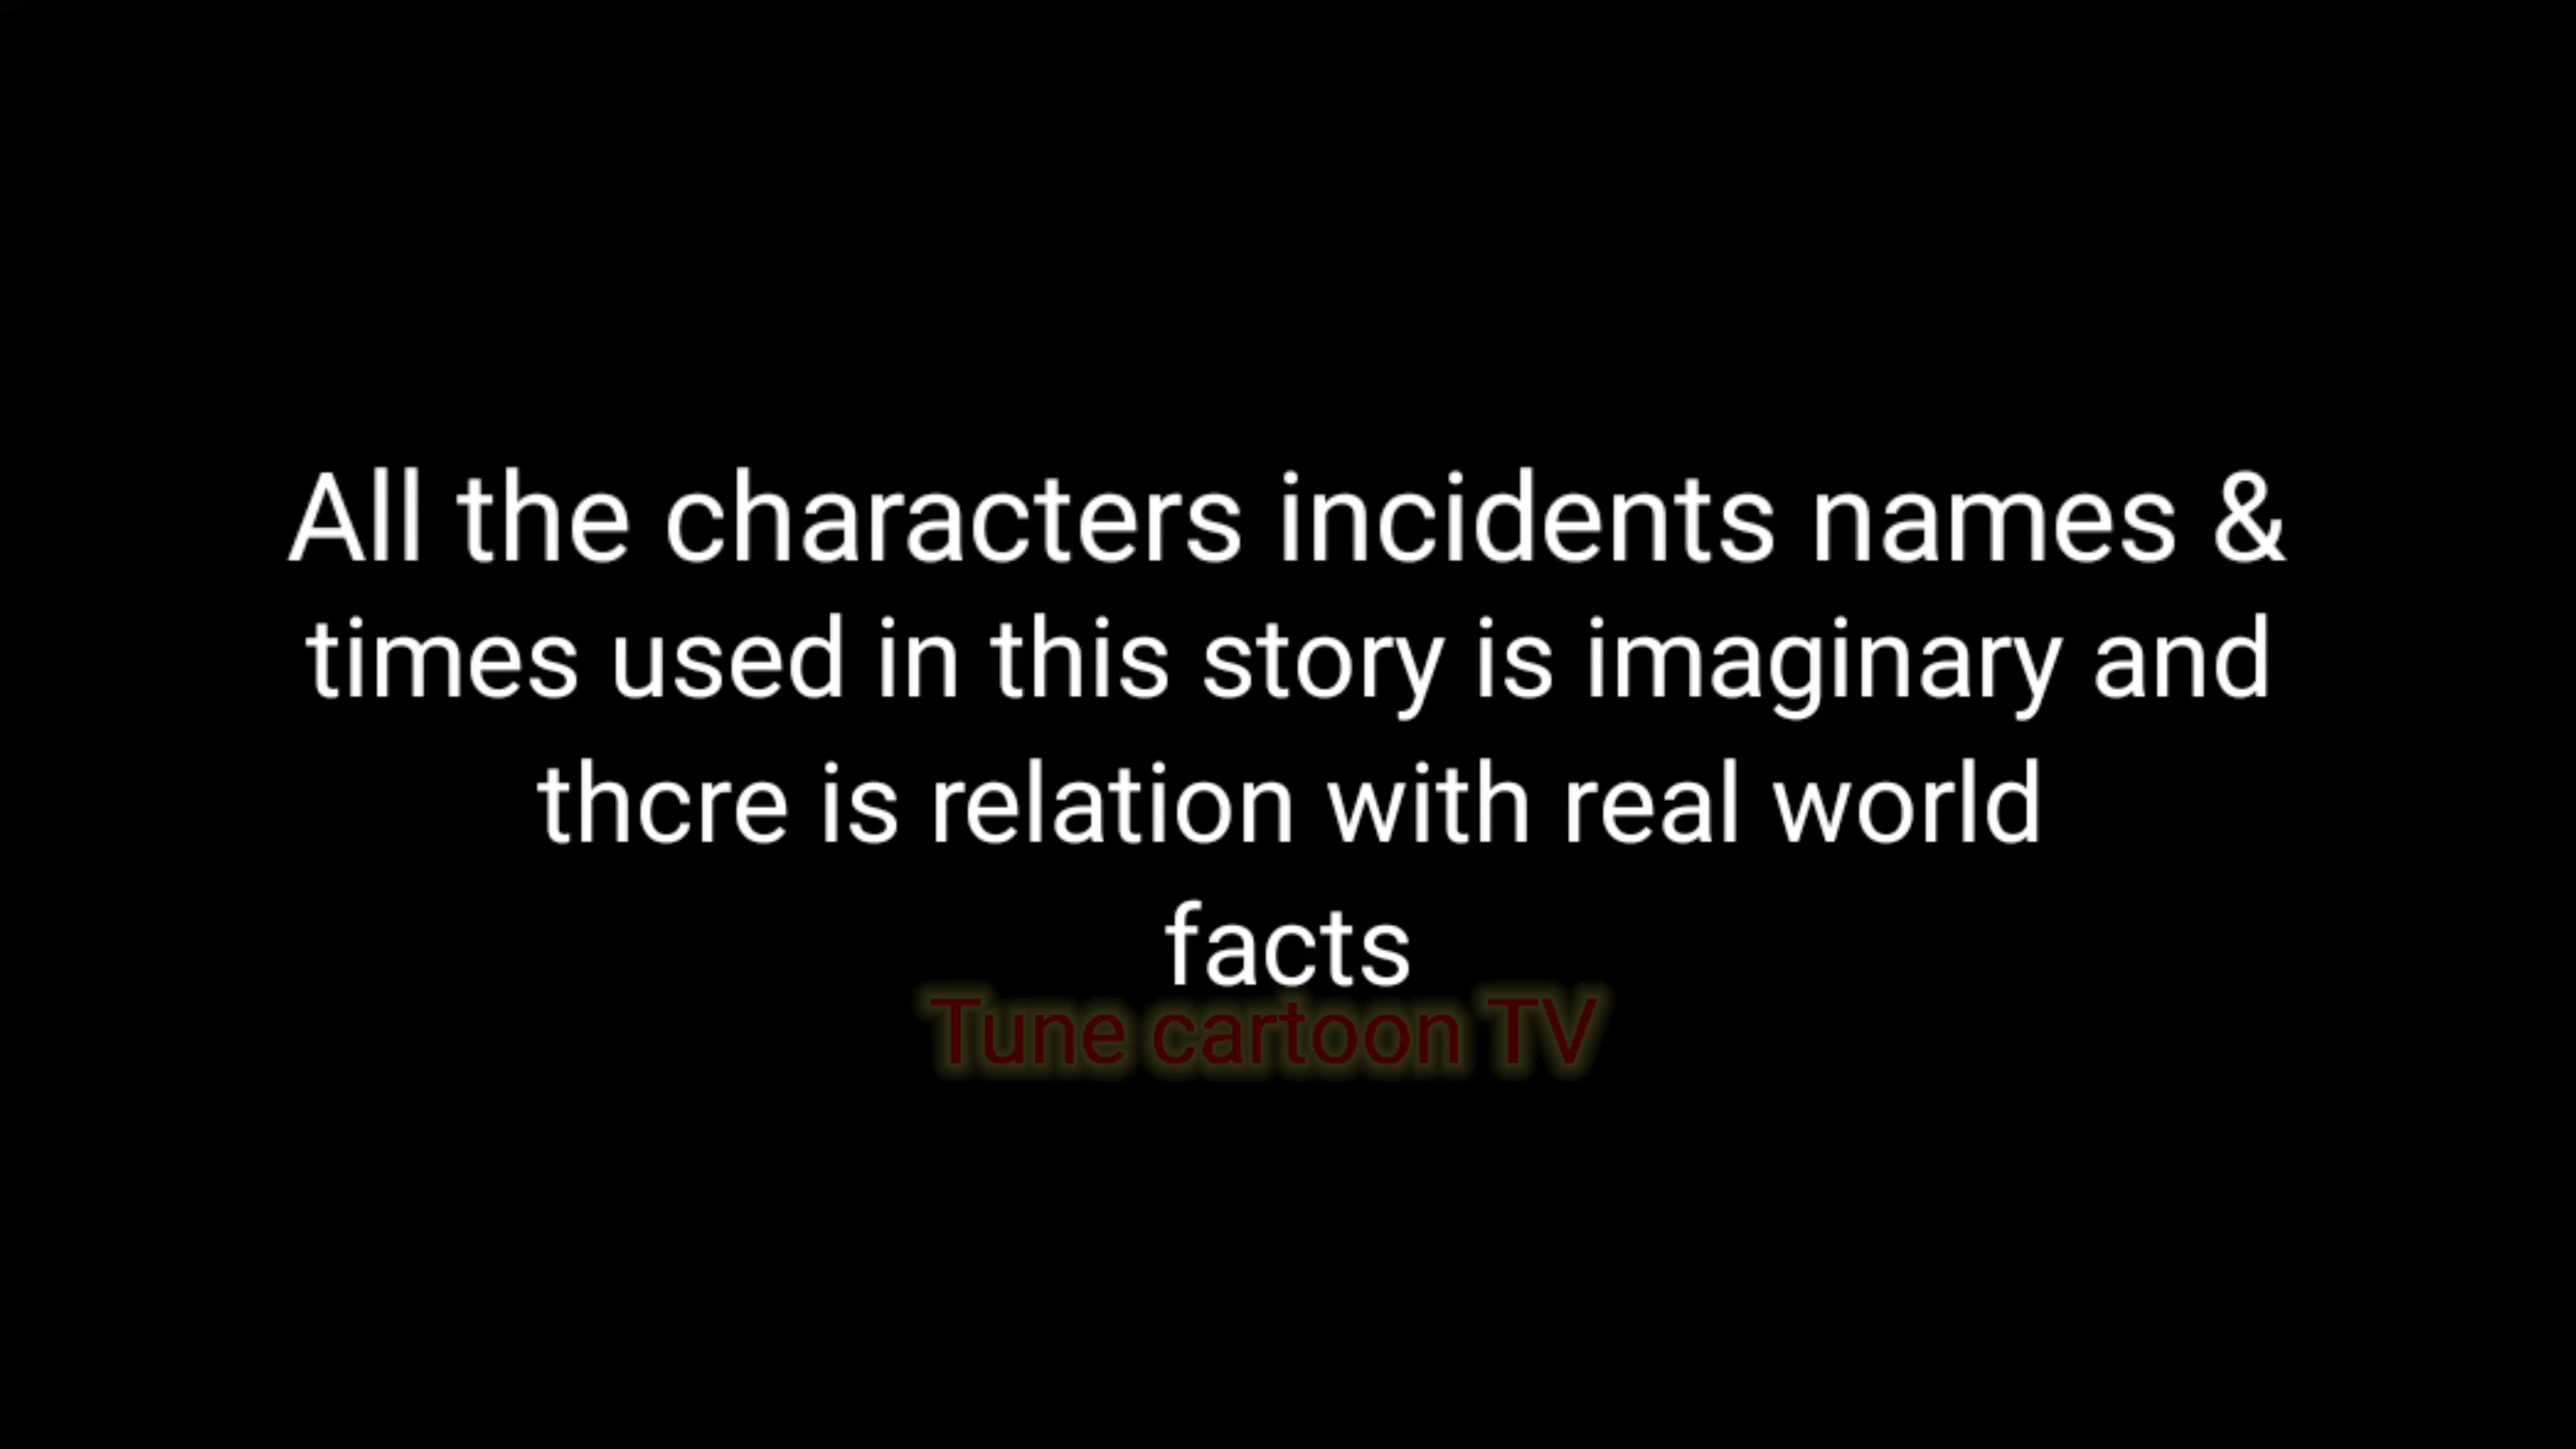 All the characters incidents names &
times used in this story is imaginary and
thcre is relation with real world
facts
Tune cartoon TV